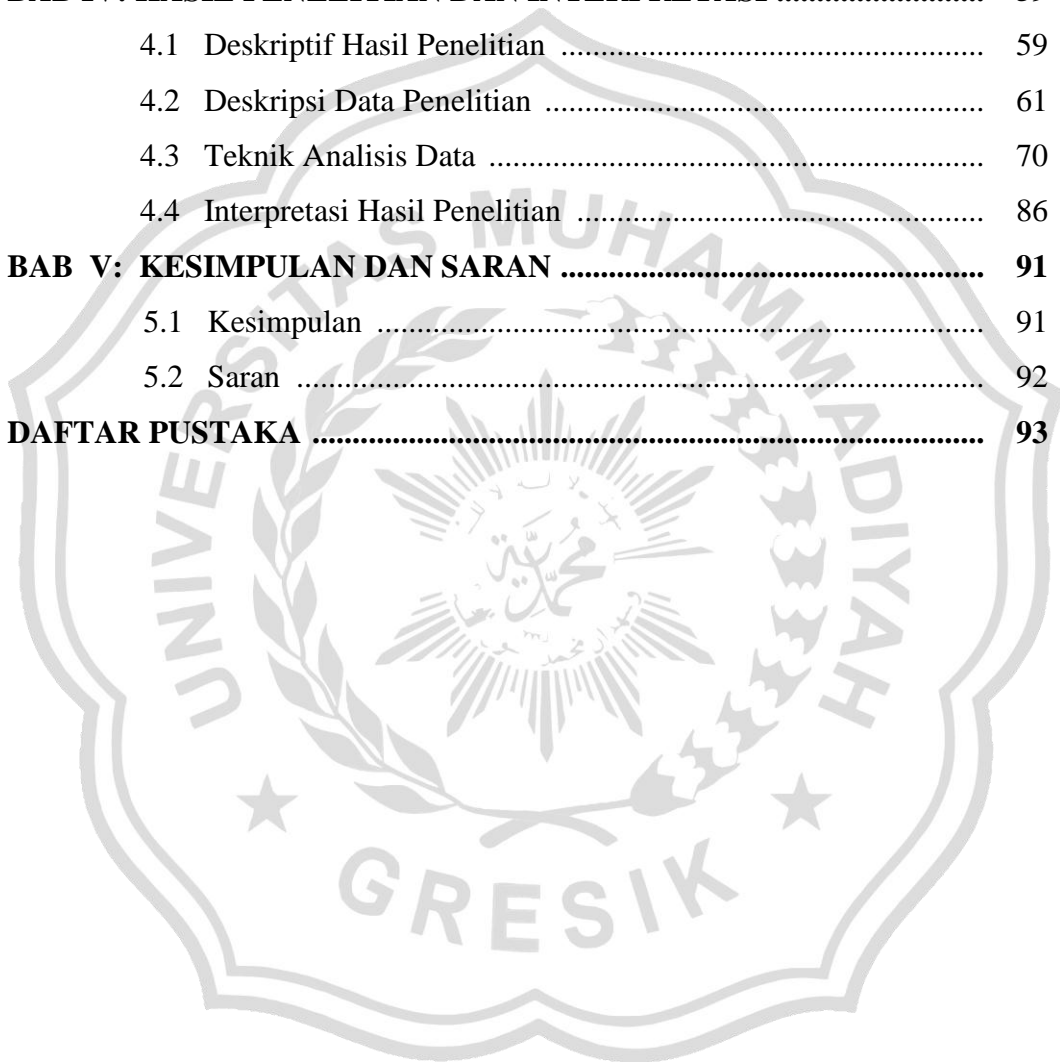 4.1 Deskriptif Hasil Penelitian ...................................................... 59
4.2 Deskripsi Data Penelitian ........................................................ 61
4.3 Teknik Analisis Data ............................................................... 70
4.4 Interpretasi Hasil Penelitian .................................................... 86
BAB V: KESIMPULAN DAN SARAN ...................................................... 91
5.1 Kesimpulan ............................................................................. 91
5.2 Saran ....................................................................................... 92
DAFTAR PUSTAKA ..................................................................................... 93
UNIVERSITAS MUHAMMADIYAH
GRESIK